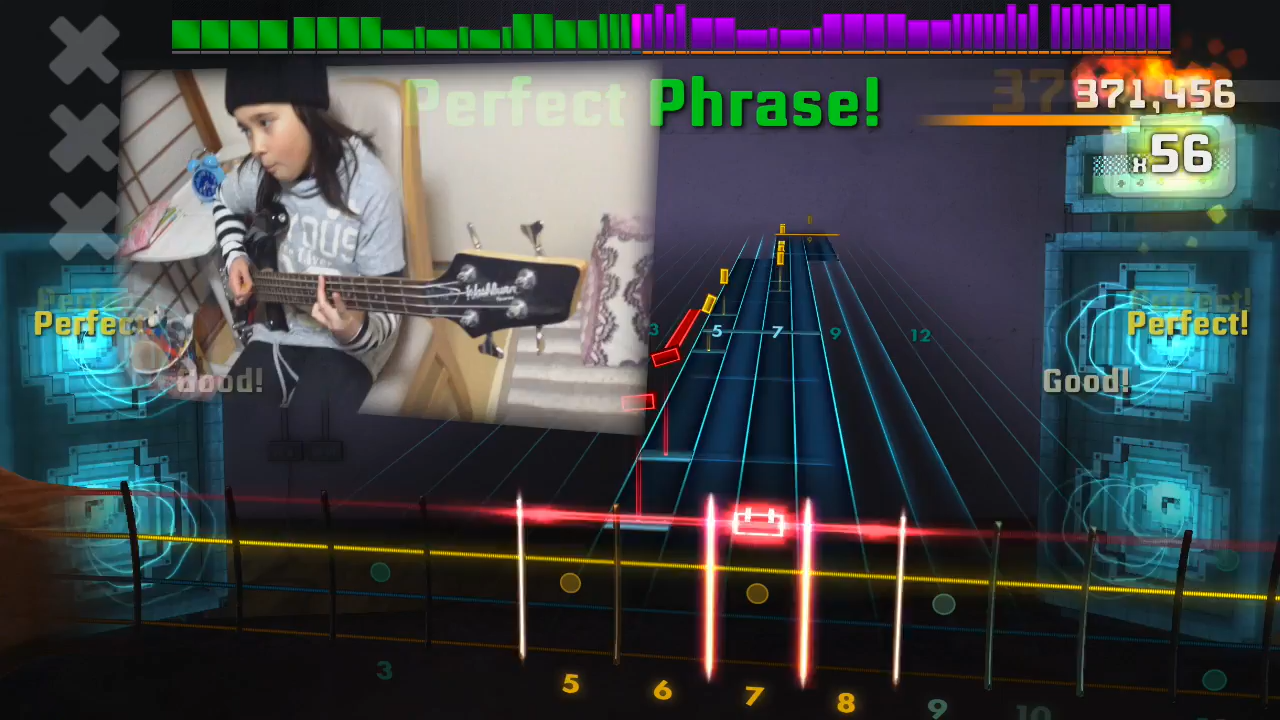 Perfect Phrase!
371,456
x56
Washburn
Perfect!
Perfect!
Good!
Good!
3 5 7 9 12
3 5 6 7 8 9 10